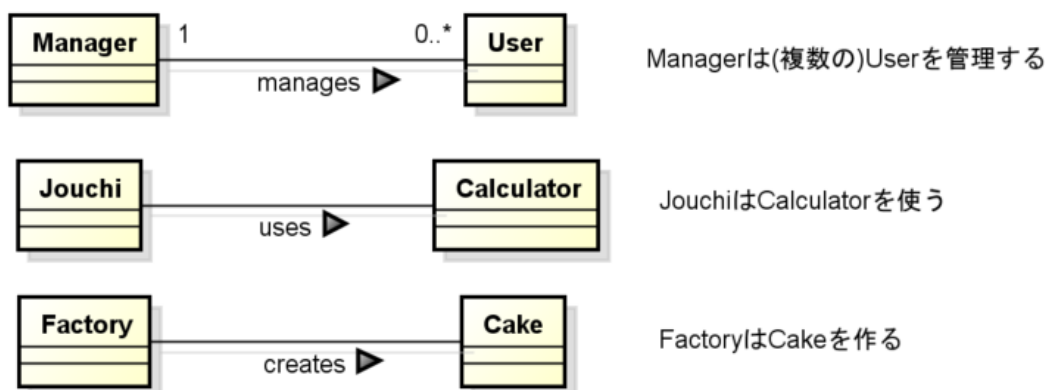 Manager 1 0..* User
manages
Managerは(複数の)Userを管理する
Jouchi Calculator
uses
JouchiはCalculatorを使う
Factory Cake
creates
FactoryはCakeを作る